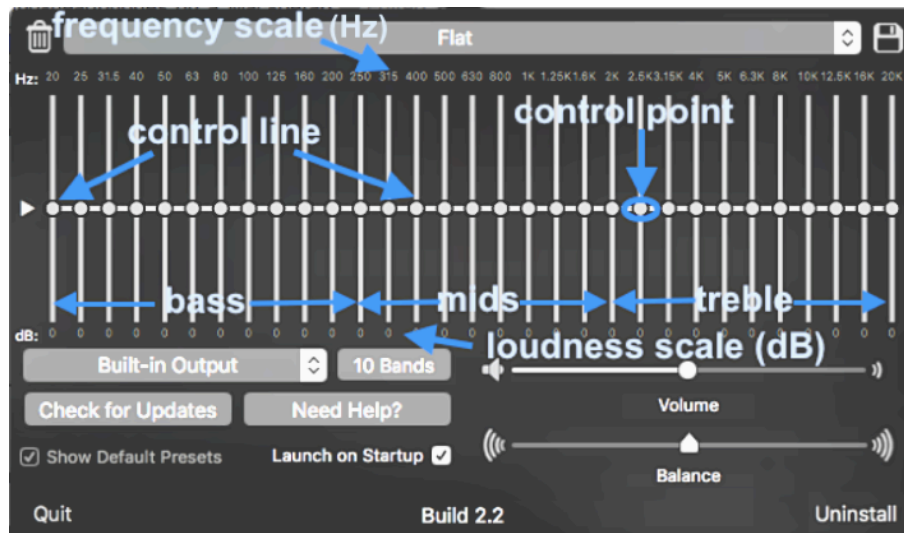 frequency scale (Hz)
Flat
Hz: 20 25 31.5 40 50 63 80 100 125 160 200 250 315 400 500 630 800 1K 1.25K 1.6K 2K 2.5K 3.15K 4K 5K 6.3K 8K 10K 12.5K 16K 20K
control line
control point
bass
mids
treble
dB: 0 0 0 0 0 0 0 0 0 0 0 0 0 0 0 0 0 0 0 0 0 0 0 0 0 0 0 0 0 0 0
loudness scale (dB)
Built-in Output
10 Bands
Check for Updates
Need Help?
Volume
Show Default Presets
Launch on Startup
Balance
Quit
Build 2.2
Uninstall